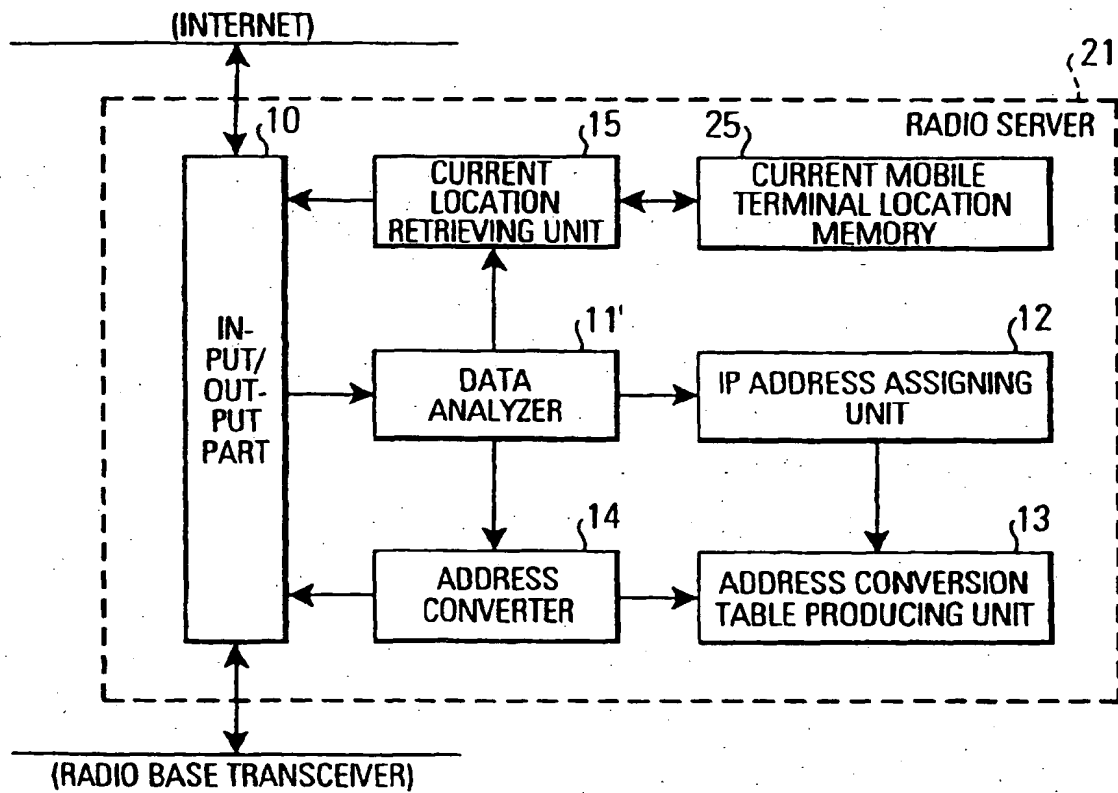 (INTERNET)
21
RADIO SERVER
10
15
25
CURRENT
LOCATION
RETRIEVING UNIT
CURRENT MOBILE
TERMINAL LOCATION
MEMORY
IN-
PUT/
OUT-
PUT
PART
11'
12
DATA
ANALYZER
IP ADDRESS ASSIGNING
UNIT
14
13
ADDRESS
CONVERTER
ADDRESS CONVERSION
TABLE PRODUCING UNIT
(RADIO BASE TRANSCEIVER)